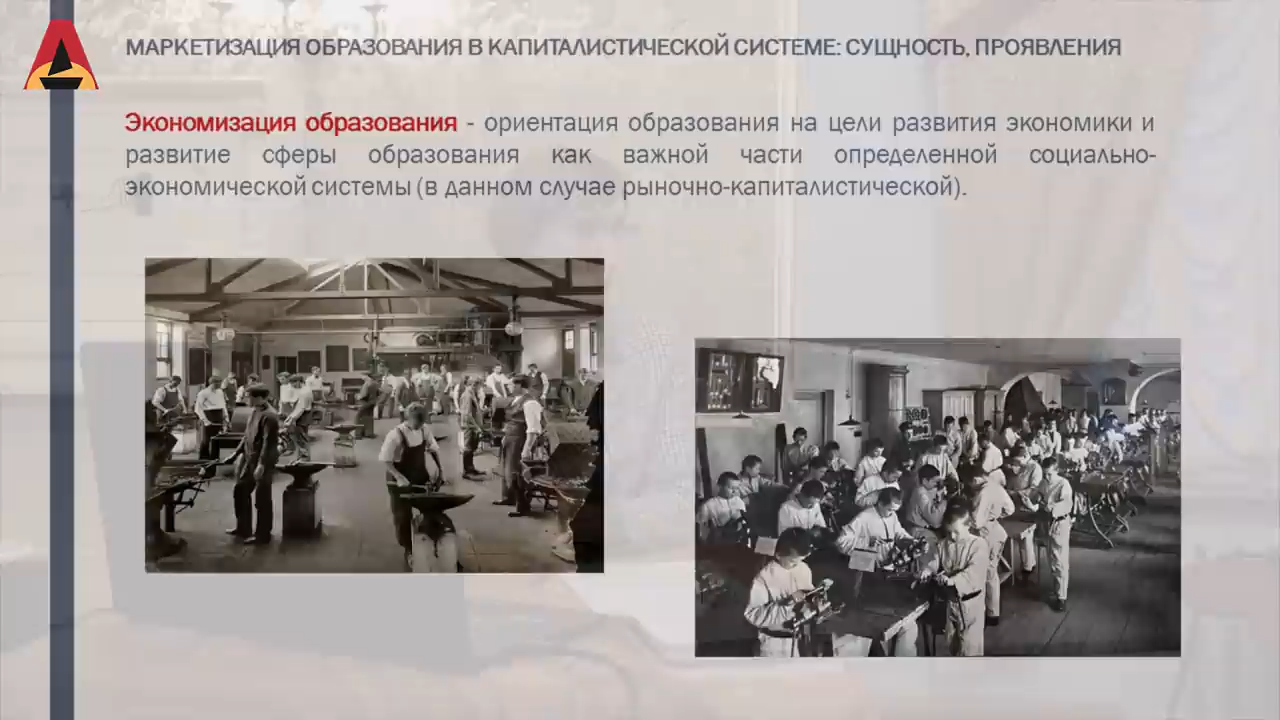 МАРКЕТИЗАЦИЯ ОБРАЗОВАНИЯ В КАПИТАЛИСТИЧЕСКОЙ СИСТЕМЕ: СУЩНОСТЬ, ПРОЯВЛЕНИЯ
Экономизация образования - ориентация образования на цели развития экономики и
развитие сферы образования как важной части определенной социально-
экономической системы (в данном случае рыночно-капиталистической).